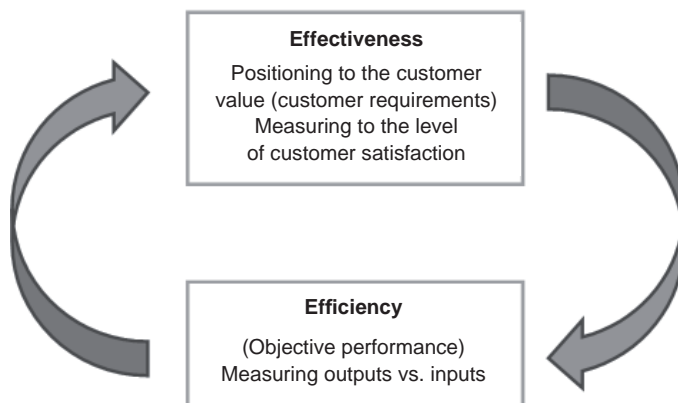 Effectiveness
Positioning to the customer
value (customer requirements)
Measuring to the level
of customer satisfaction
Efficiency
(Objective performance)
Measuring outputs vs. inputs